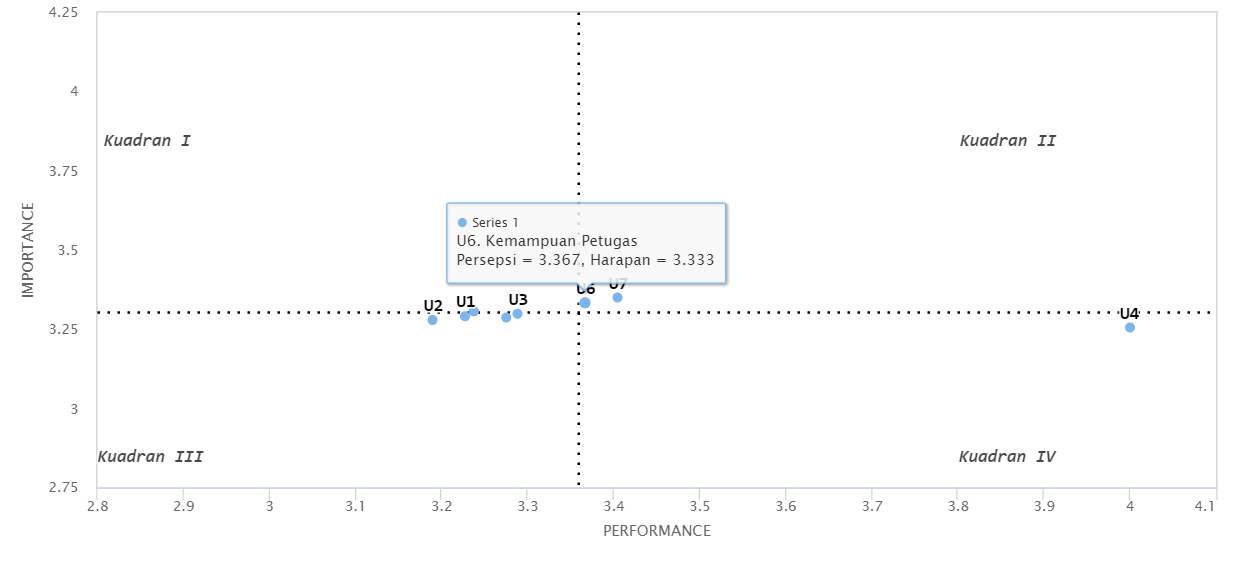 4.25
4
3.75
3.5
3.25
3
2.75
IMPORTANCE
Kuadran I
Kuadran II
Series 1
U6. Kemampuan Petugas
Persepsi = 3.367, Harapan = 3.333
U6
U7
U2
U1
U3
U4
Kuadran III
Kuadran IV
2.8 2.9 3 3.1 3.2 3.3 3.4 3.5 3.6 3.7 3.8 3.9 4 4.1
PERFORMANCE